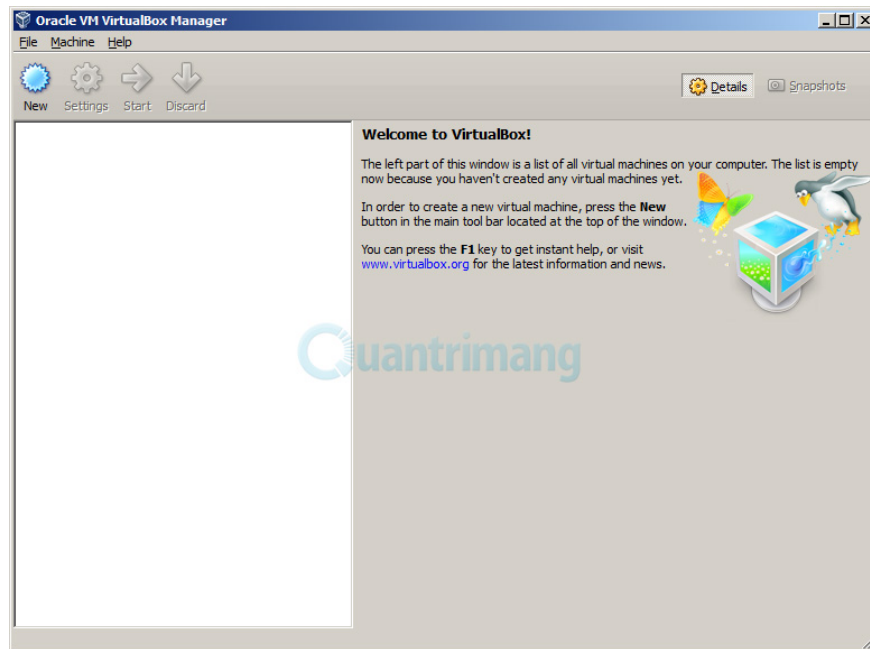 Oracle VM VirtualBox Manager
File Machine Help
New Settings Start Discard
Details Snapshots
Welcome to VirtualBox!
The left part of this window is a list of all virtual machines on your computer. The list is empty
now because you haven't created any virtual machines yet.
In order to create a new virtual machine, press the New
button in the main tool bar located at the top of the window.
You can press the F1 key to get instant help, or visit
www.virtualbox.org for the latest information and news.
Quantrimang